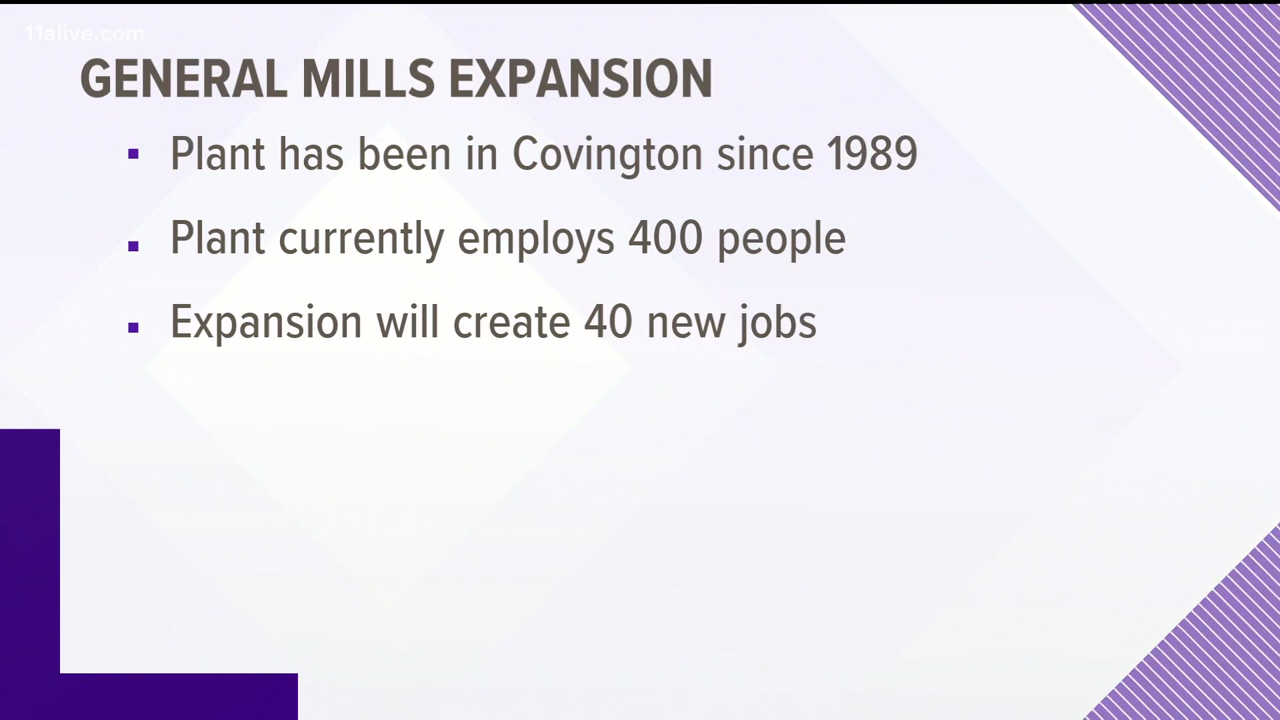 11alive.com
GENERAL MILLS EXPANSION
▪ Plant has been in Covington since 1989
▪ Plant currently employs 400 people
▪ Expansion will create 40 new jobs